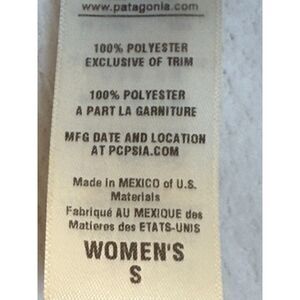 www.patagonia.com
100% POLYESTER
EXCLUSIVE OF TRIM
100% POLYESTER
A PART LA GARNITURE
MFG DATE AND LOCATION
AT PCPSIA.COM
Made in MEXICO of U.S.
Materials
Fabriqué AU MEXIQUE des
Matieres des ETATS-UNIS
WOMEN'S
S